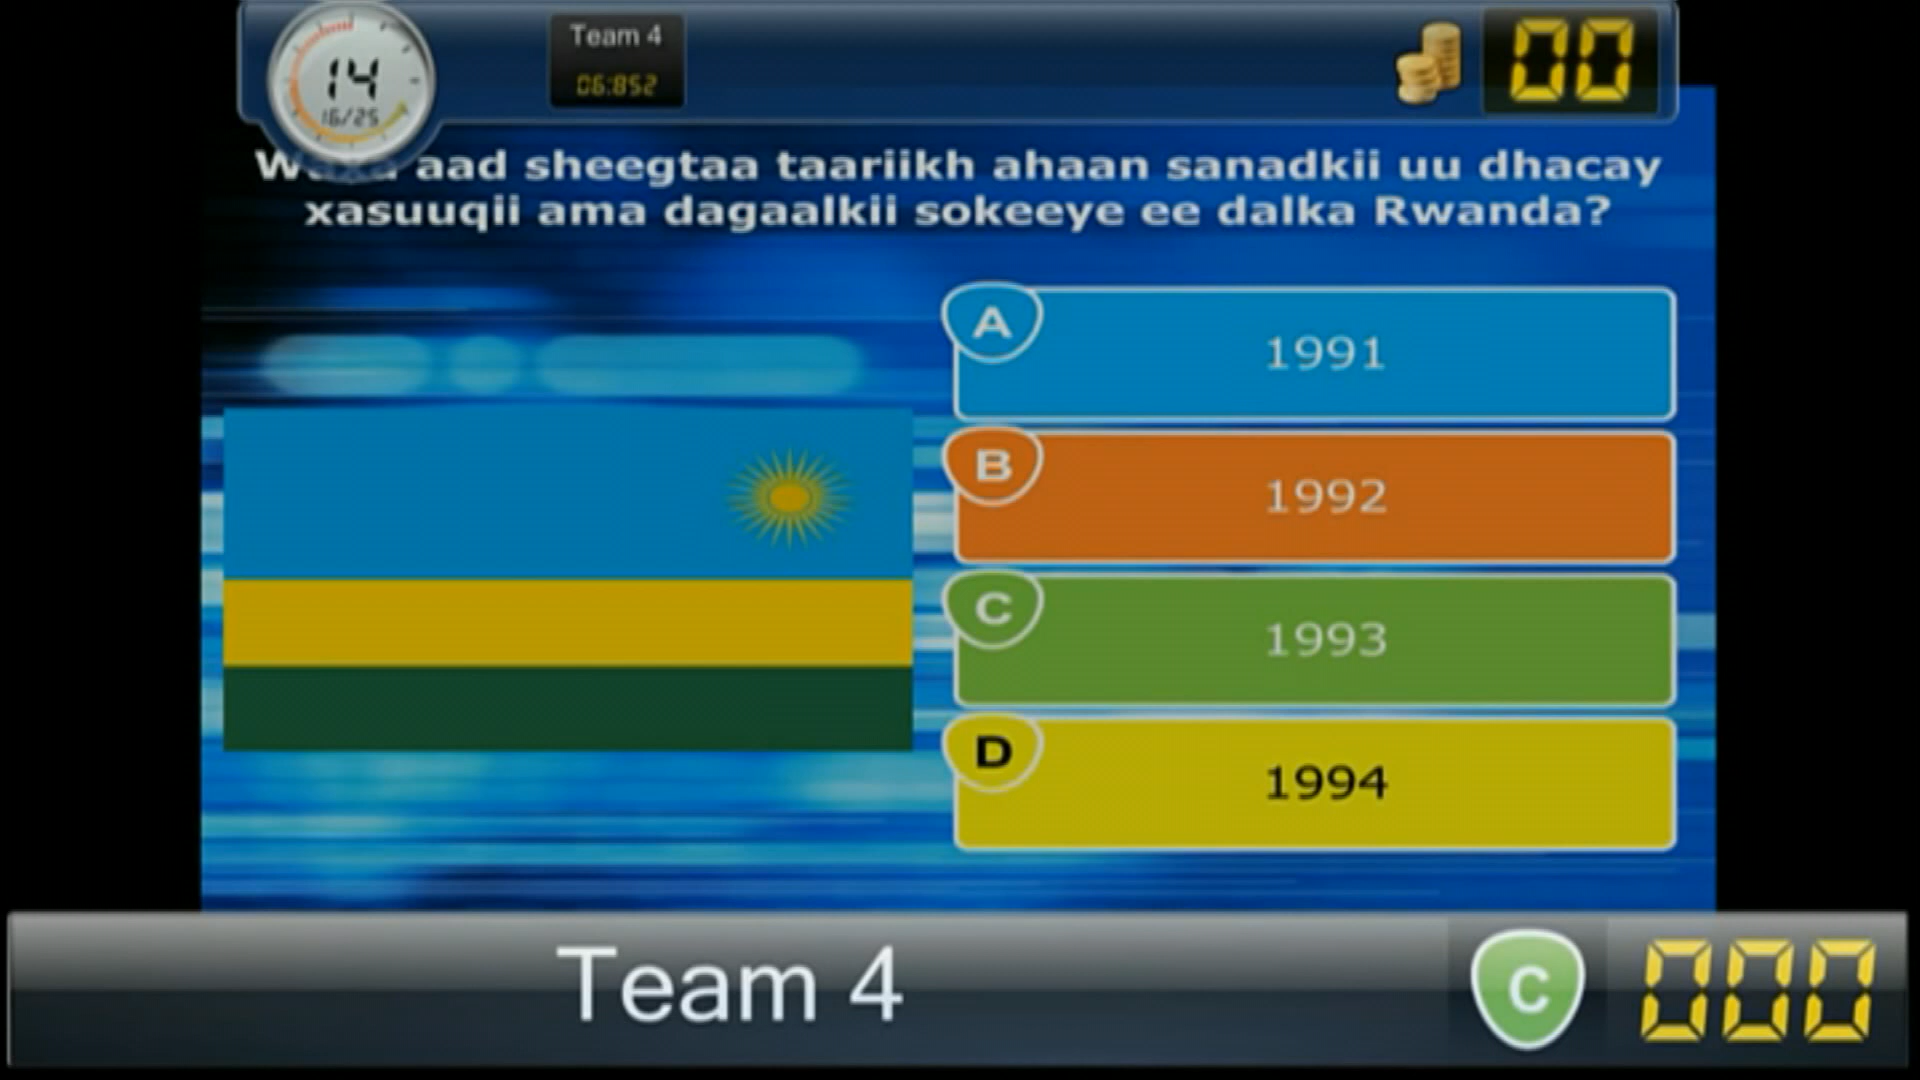 14
16/25
Team 4
06:852
00
aad sheegtaa taariikh ahaan sanadkii uu dhacay
xasuuqii ama dagaalkii sokeeye ee dalka Rwanda?
A
1991
B
1992
C
1993
D
1994
Team 4
C
000